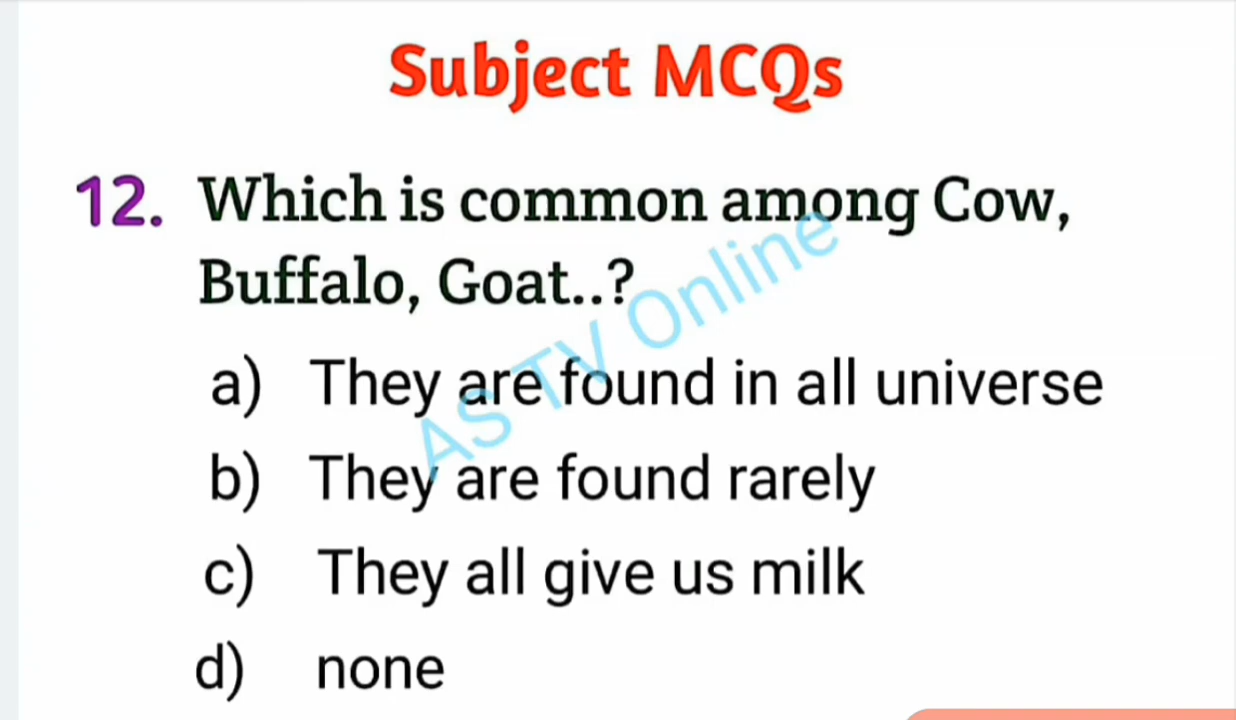 Subject MCQs
12. Which is common among Cow,
Buffalo, Goat..?
AS TV Online
a) They are found in all universe
b) They are found rarely
c) They all give us milk
d) none